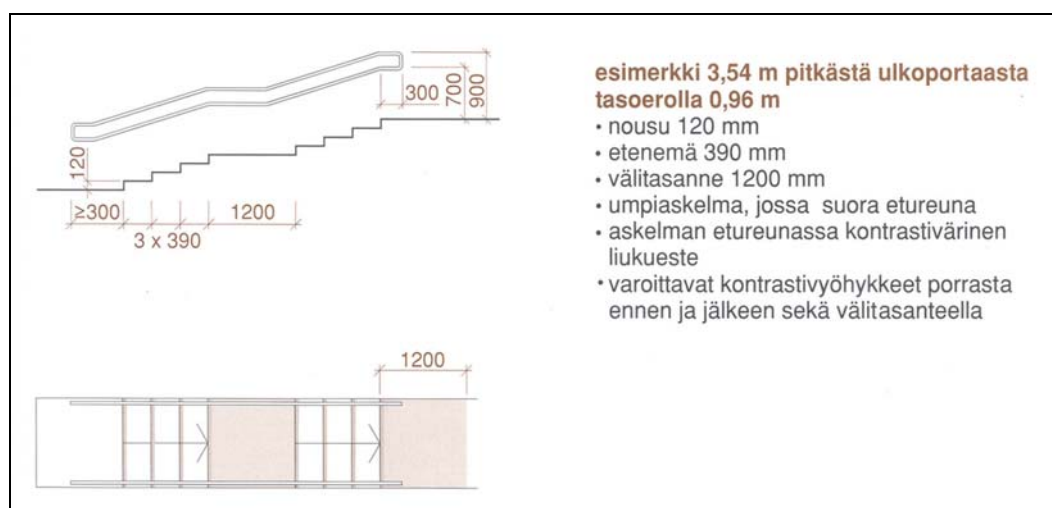 300
700
900
120
≥300
1200
3 x 390
esimerkki 3,54 m pitkästä ulkoportaasta
tasoerolla 0,96 m
• nousu 120 mm
• etenemä 390 mm
• välitasanne 1200 mm
• umpiaskelma, jossa suora etureuna
• askelman etureunassa kontrastivärinen
liukueste
• varoittavat kontrastivyöhykkeet porrasta
ennen ja jälkeen sekä välitasanteella
1200